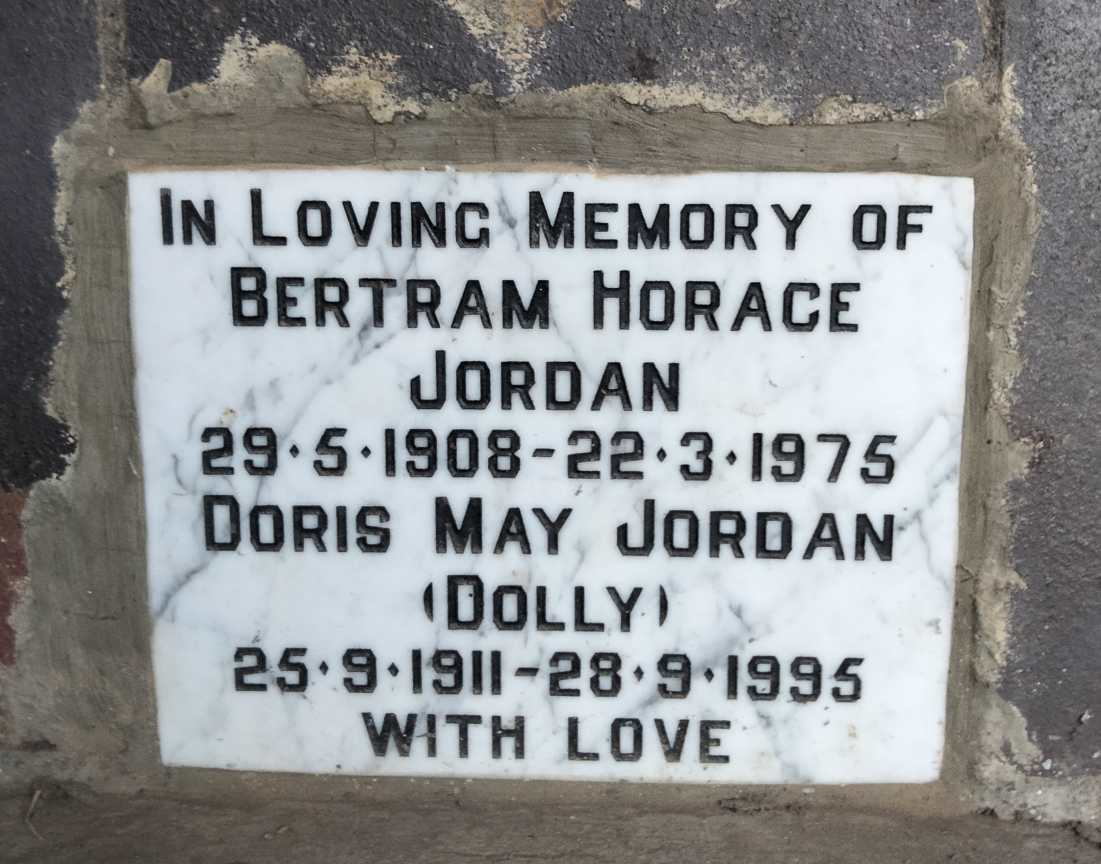 In Loving Memory of
Bertram Horace
Jordan
29·5·1908-22·3·1975
Doris May Jordan
(Dolly)
25·9·1911-28·9·1995
with love